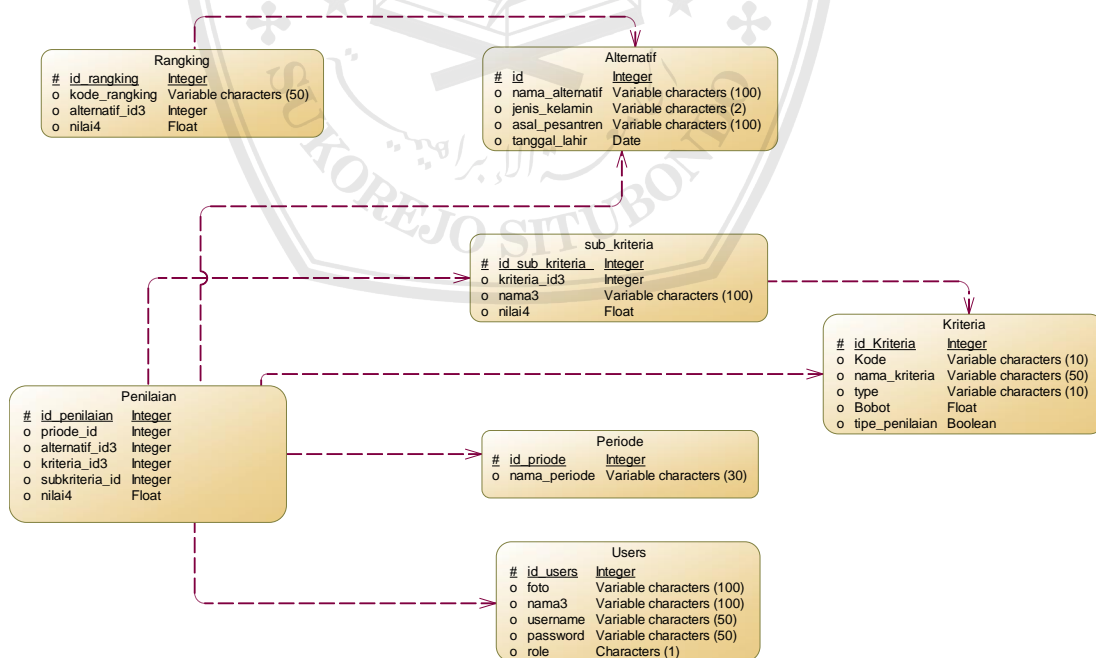 Rangking
# id_rangking Integer
o kode_rangking Variable characters (50)
o alternatif_id3 Integer
o nilai4 Float
Alternatif
# id Integer
o nama_alternatif Variable characters (100)
o jenis_kelamin Variable characters (2)
o asal_pesantren Variable characters (100)
o tanggal_lahir Date
SUKOREJO SITUBONDO
sub_kriteria
# id_sub_kriteria_ Integer
o kriteria_id3 Integer
o nama3 Variable characters (100)
o nilai4 Float
Kriteria
# id_Kriteria Integer
o Kode Variable characters (10)
o nama_kriteria Variable characters (50)
o type Variable characters (10)
o Bobot Float
o tipe_penilaian Boolean
Penilaian
# id_penilaian Integer
o priode_id Integer
o alternatif_id3 Integer
o kriteria_id3 Integer
o subkriteria_id Integer
o nilai4 Float
Periode
# id_priode Integer
o nama_periode Variable characters (30)
Users
# id_users Integer
o foto Variable characters (100)
o nama3 Variable characters (100)
o username Variable characters (50)
o password Variable characters (50)
o role Characters (1)